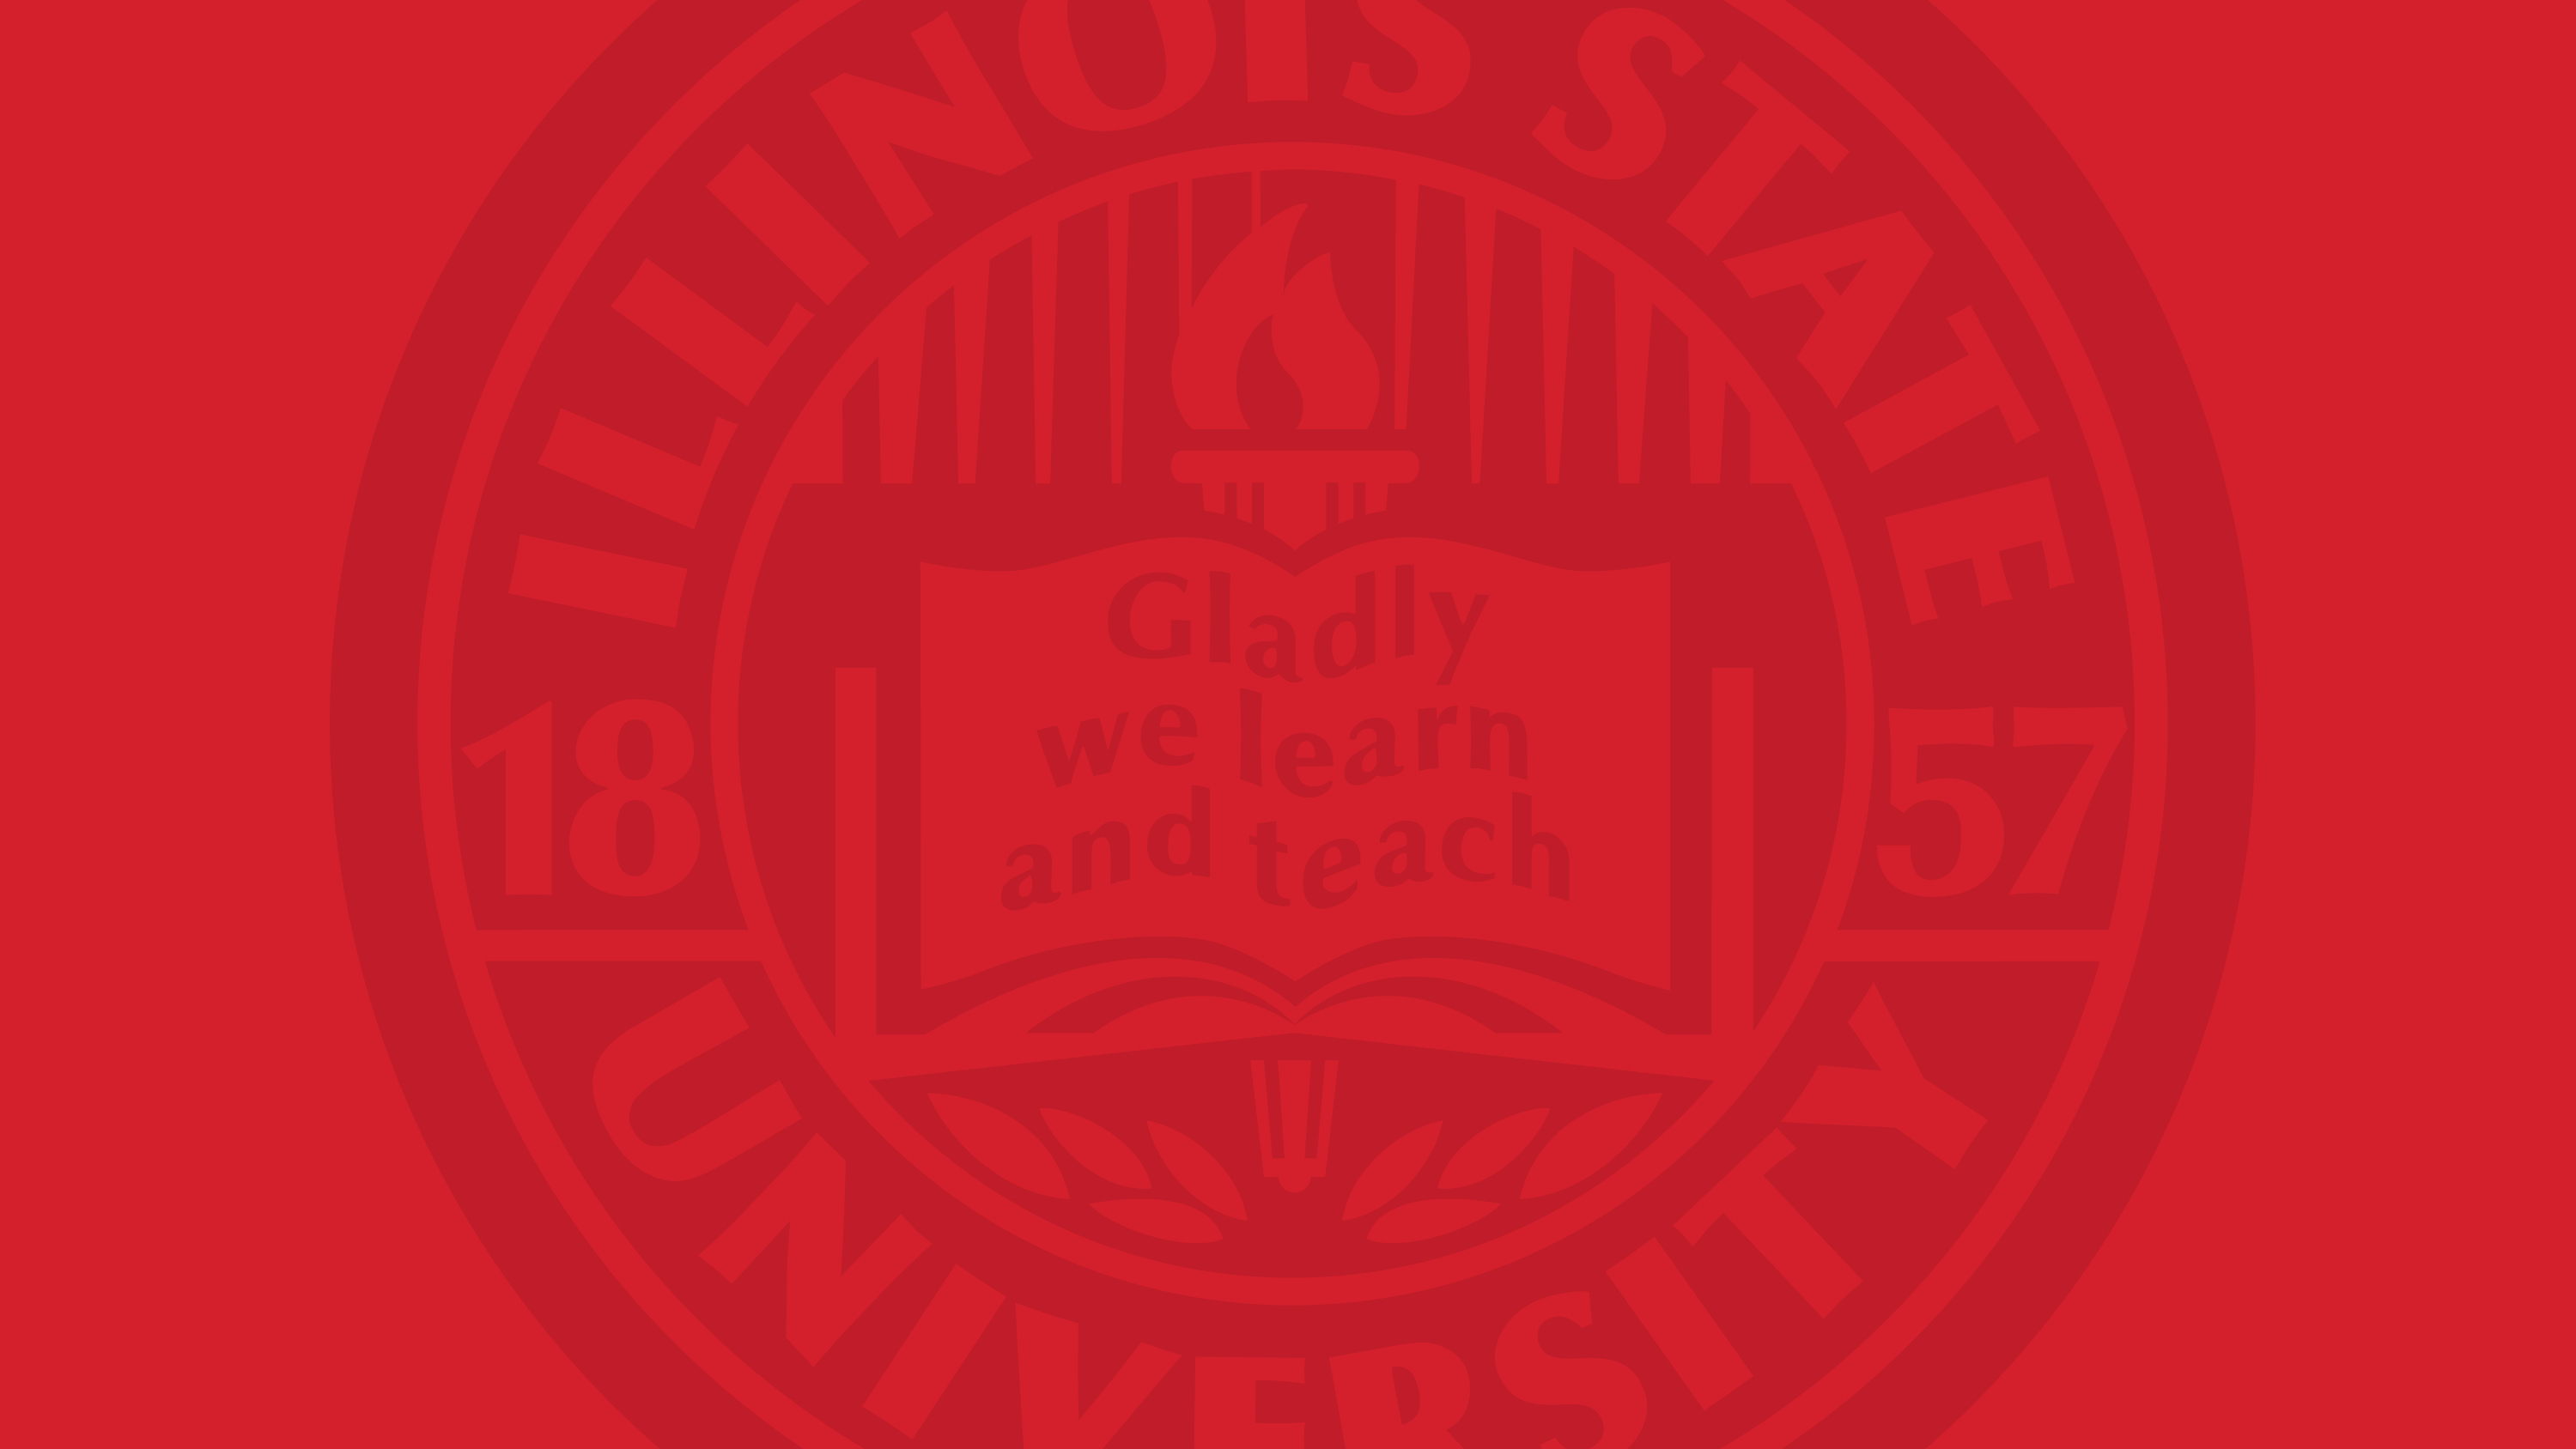 ILLINOIS STATE
18 57
Gladly
we learn
and teach
UNIVERSITY